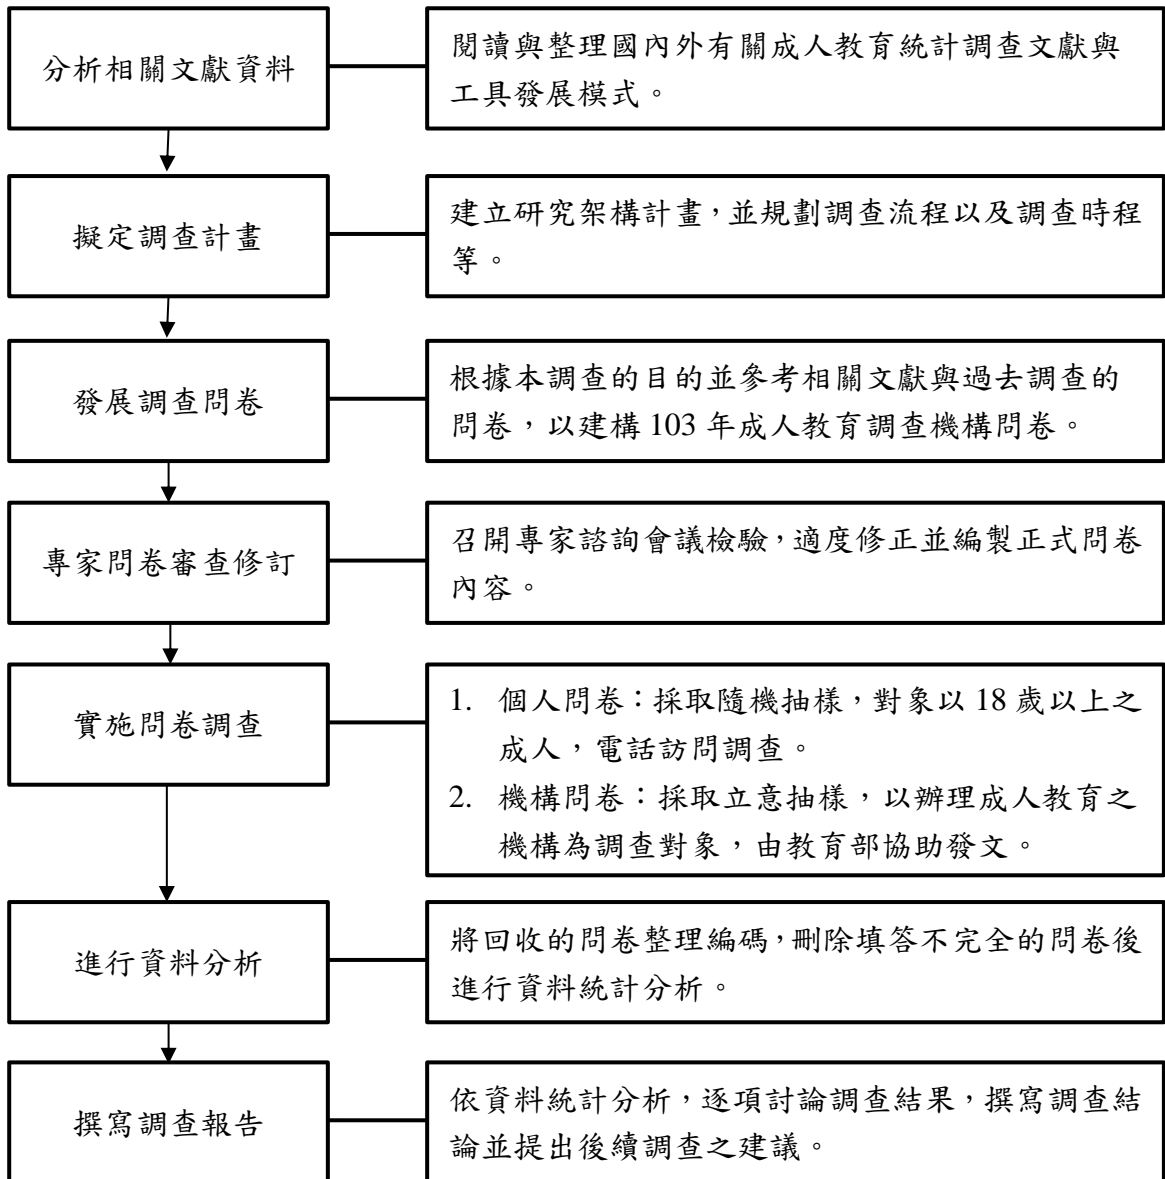 分析相關文獻資料
閱讀與整理國內外有關成人教育統計調查文獻與
工具發展模式。
擬定調查計畫
建立研究架構計畫，並規劃調查流程以及調查時程
等。
發展調查問卷
根據本調查的目的並參考相關文獻與過去調查的
問卷，以建構 103 年成人教育調查機構問卷。
專家問卷審查修訂
召開專家諮詢會議檢驗，適度修正並編製正式問卷
內容。
實施問卷調查
1. 個人問卷：採取隨機抽樣，對象以 18 歲以上之
成人，電話訪問調查。
2. 機構問卷：採取立意抽樣，以辦理成人教育之
機構為調查對象，由教育部協助發文。
進行資料分析
將回收的問卷整理編碼，刪除填答不完全的問卷後
進行資料統計分析。
撰寫調查報告
依資料統計分析，逐項討論調查結果，撰寫調查結
論並提出後續調查之建議。